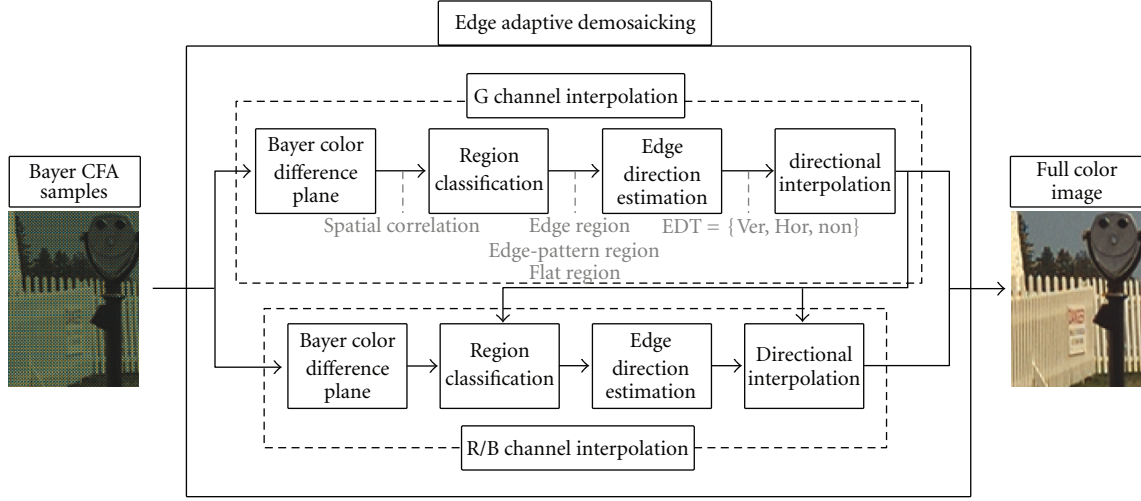 Edge adaptive demosaicking
G channel interpolation
Bayer CFA
samples
Bayer color
difference
plane
Region
classification
Edge
direction
estimation
directional
interpolation
Full color
image
Spatial correlation
Edge region
EDT = {Ver, Hor, non}
Edge-pattern region
Flat region
Bayer color
difference
plane
Region
classification
Edge
direction
estimation
Directional
interpolation
DANGER
R/B channel interpolation